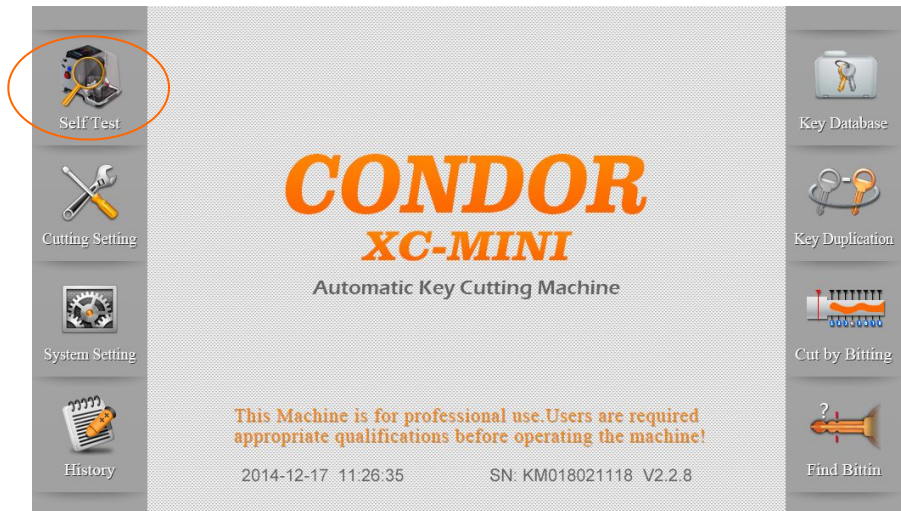 Self Test
Cutting Setting
System Setting
History
CONDOR
XC-MINI
Automatic Key Cutting Machine
This Machine is for professional use.Users are required
appropriate qualifications before operating the machine!
2014-12-17 11:26:35 SN: KM018021118 V2.2.8
Key Database
Key Duplication
Cut by Bitting
?
Find Bittin